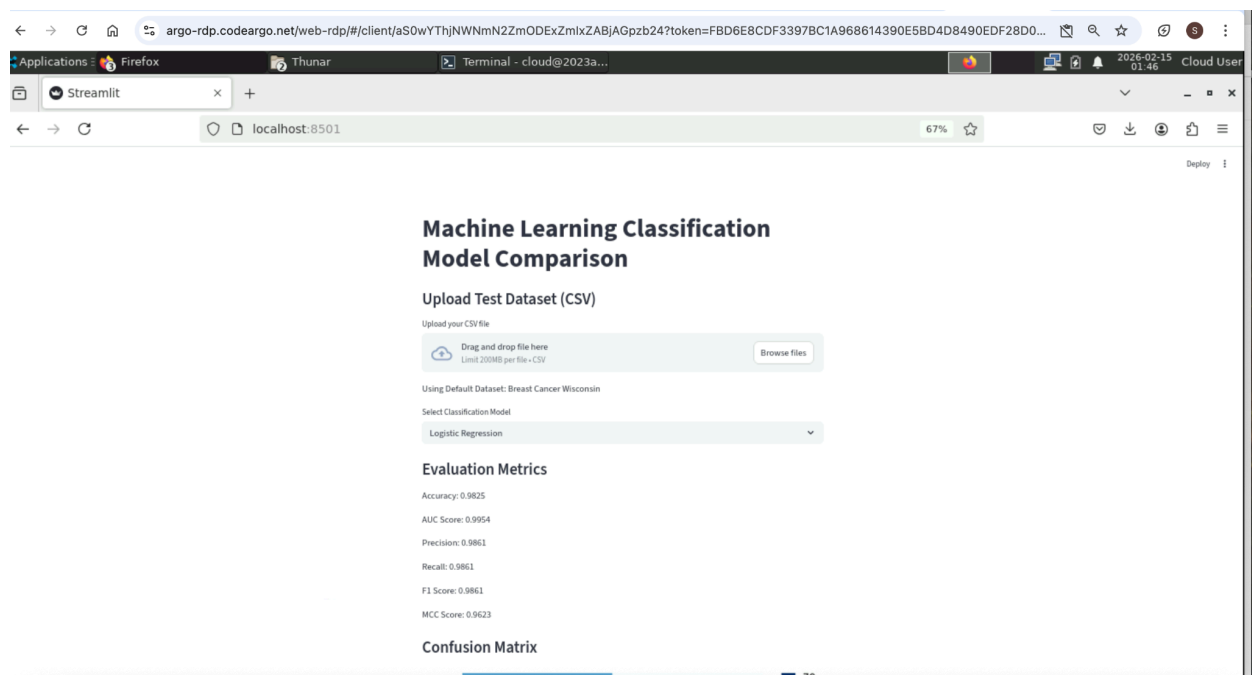 argo-rdp.codeargo.net/web-rdp/#/client/aS0wYThjNWNmN2ZmODExZmIxZABjAGpzb24?token=FBD6E8CDF3397BC1A968614390E5BD4D8490EDF28D0...
S
Applications
Firefox
Thunar
Terminal - cloud@2023a...
2026-02-15
01:46
Cloud User
Streamlit
localhost:8501
67%
Deploy
Machine Learning Classification
Model Comparison
Upload Test Dataset (CSV)
Upload your CSV file
Drag and drop file here
Limit 200MB per file • CSV
Browse files
Using Default Dataset: Breast Cancer Wisconsin
Select Classification Model
Logistic Regression
Evaluation Metrics
Accuracy: 0.9825
AUC Score: 0.9954
Precision: 0.9861
Recall: 0.9861
F1 Score: 0.9861
MCC Score: 0.9623
Confusion Matrix